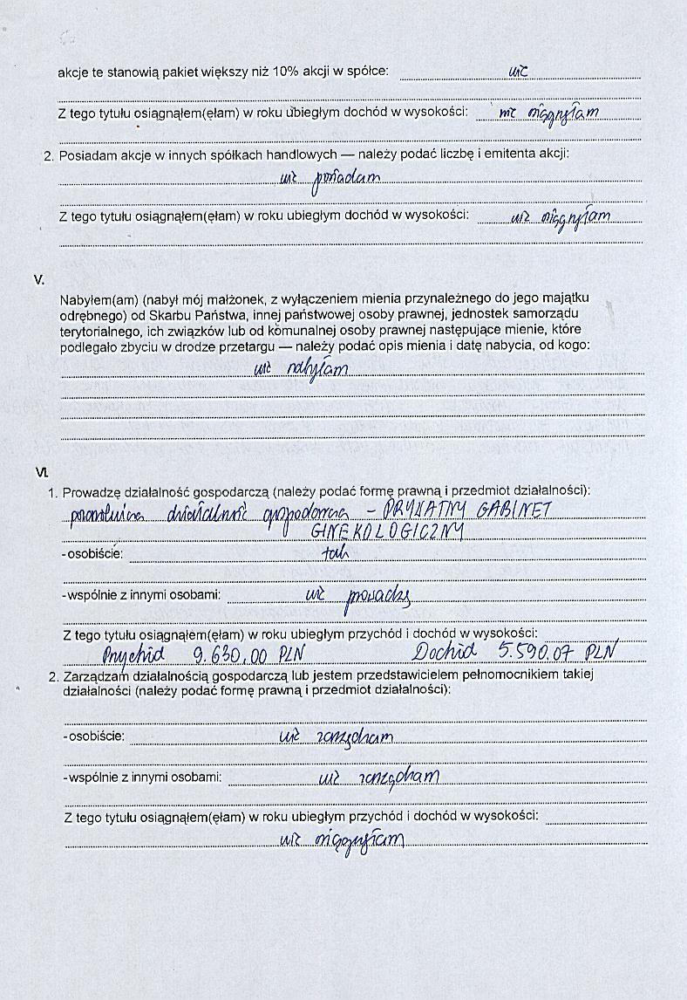 akcje te stanowią pakiet większy niż 10% akcji w spółce: nie
Z tego tytułu osiągnąłem(ęłam) w roku ubiegłym dochód w wysokości: nie osiągnęłam
2. Posiadam akcje w innych spółkach handlowych — należy podać liczbę i emitenta akcji:
nie posiadam
Z tego tytułu osiągnąłem(ęłam) w roku ubiegłym dochód w wysokości: nie osiągnęłam
V.
Nabyłem(am) (nabył mój małżonek, z wyłączeniem mienia przynależnego do jego majątku
odrębnego) od Skarbu Państwa, innej państwowej osoby prawnej, jednostek samorządu
terytorialnego, ich związków lub od komunalnej osoby prawnej następujące mienie, które
podlegało zbyciu w drodze przetargu — należy podać opis mienia i datę nabycia, od kogo:
nie nabyłam
VI.
1. Prowadzę działalność gospodarczą (należy podać formę prawną i przedmiot działalności):
działalność gospodarcza - PRYWATNY GABINET
GINEKOLOGICZNY
- osobiście: tak
- wspólnie z innymi osobami: nie prowadzę
Z tego tytułu osiągnąłem(ęłam) w roku ubiegłym przychód i dochód w wysokości:
Przychód 9.630,00 PLN Dochód 5.590,07 PLN
2. Zarządzam działalnością gospodarczą lub jestem przedstawicielem pełnomocnikiem takiej
działalności (należy podać formę prawną i przedmiot działalności):
- osobiście: nie zarządzam
- wspólnie z innymi osobami: nie zarządzam
Z tego tytułu osiągnąłem(ęłam) w roku ubiegłym przychód i dochód w wysokości:
nie osiągnęłam